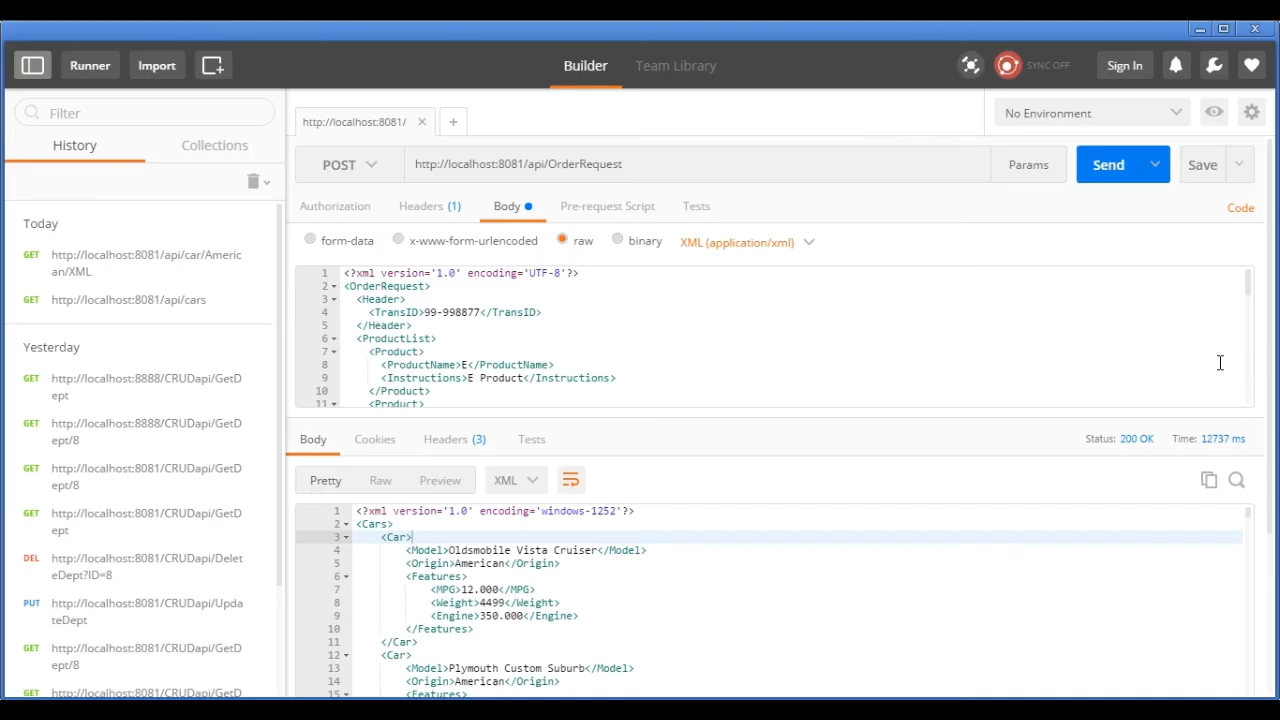 Runner
Import
Builder
Team Library
SYNC OFF
Sign In
Filter
History
Collections
Today
GET http://localhost:8081/api/car/Americ
an/XML
GET http://localhost:8081/api/cars
Yesterday
GET http://localhost:8888/CRUDapi/GetD
ept
GET http://localhost:8888/CRUDapi/GetD
ept/8
GET http://localhost:8081/CRUDapi/GetD
ept/8
GET http://localhost:8081/CRUDapi/GetD
ept
DEL http://localhost:8081/CRUDapi/Delet
eDept?ID=8
PUT http://localhost:8081/CRUDapi/Upda
teDept
GET http://localhost:8081/CRUDapi/GetD
ept/8
GET http://localhost:8081/CRUDapi/GetD
http://localhost:8081/
No Environment
POST http://localhost:8081/api/OrderRequest Params Send Save
Authorization Headers (1) Body Pre-request Script Tests Code
form-data x-www-form-urlencoded raw binary XML (application/xml)
1 <?xml version='1.0' encoding='UTF-8'?>
2 <OrderRequest>
3 <Header>
4 <TransID>99-998877</TransID>
5 </Header>
6 <ProductList>
7 <Product>
8 <ProductName>E</ProductName>
9 <Instructions>E Product</Instructions>
10 </Product>
11 <Product>
Body Cookies Headers (3) Tests Status: 200 OK Time: 12737 ms
Pretty Raw Preview XML
1 <?xml version='1.0' encoding='windows-1252'?>
2 <Cars>
3 <Car>
4 <Model>Oldsmobile Vista Cruiser</Model>
5 <Origin>American</Origin>
6 <Features>
7 <MPG>12.000</MPG>
8 <Weight>4499</Weight>
9 <Engine>350.000</Engine>
10 </Features>
11 </Car>
12 <Car>
13 <Model>Plymouth Custom Suburb</Model>
14 <Origin>American</Origin>
15 <Features>